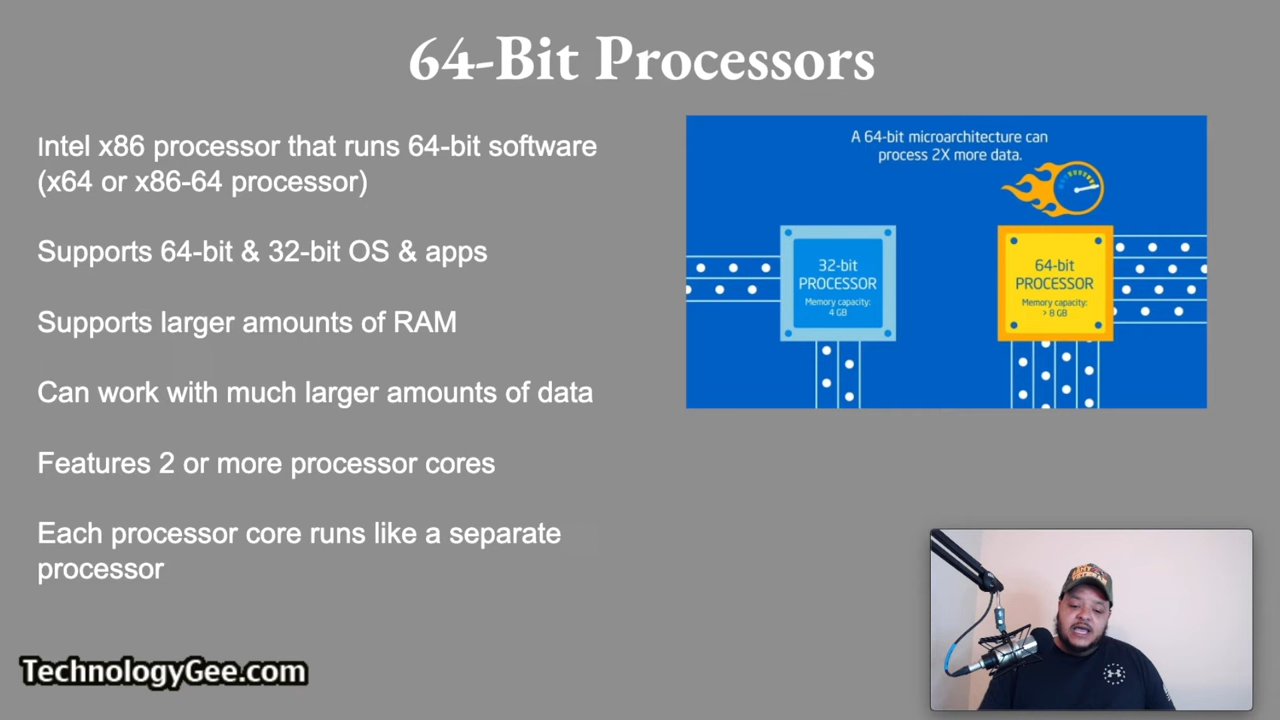 64-Bit Processors
Intel x86 processor that runs 64-bit software
(x64 or x86-64 processor)
Supports 64-bit & 32-bit OS & apps
Supports larger amounts of RAM
Can work with much larger amounts of data
Features 2 or more processor cores
Each processor core runs like a separate
processor
A 64-bit microarchitecture can
process 2X more data.
32-bit
PROCESSOR
Memory capacity:
4 GB
64-bit
PROCESSOR
Memory capacity:
> 8 GB
VETERAN
TechnologyGee.com